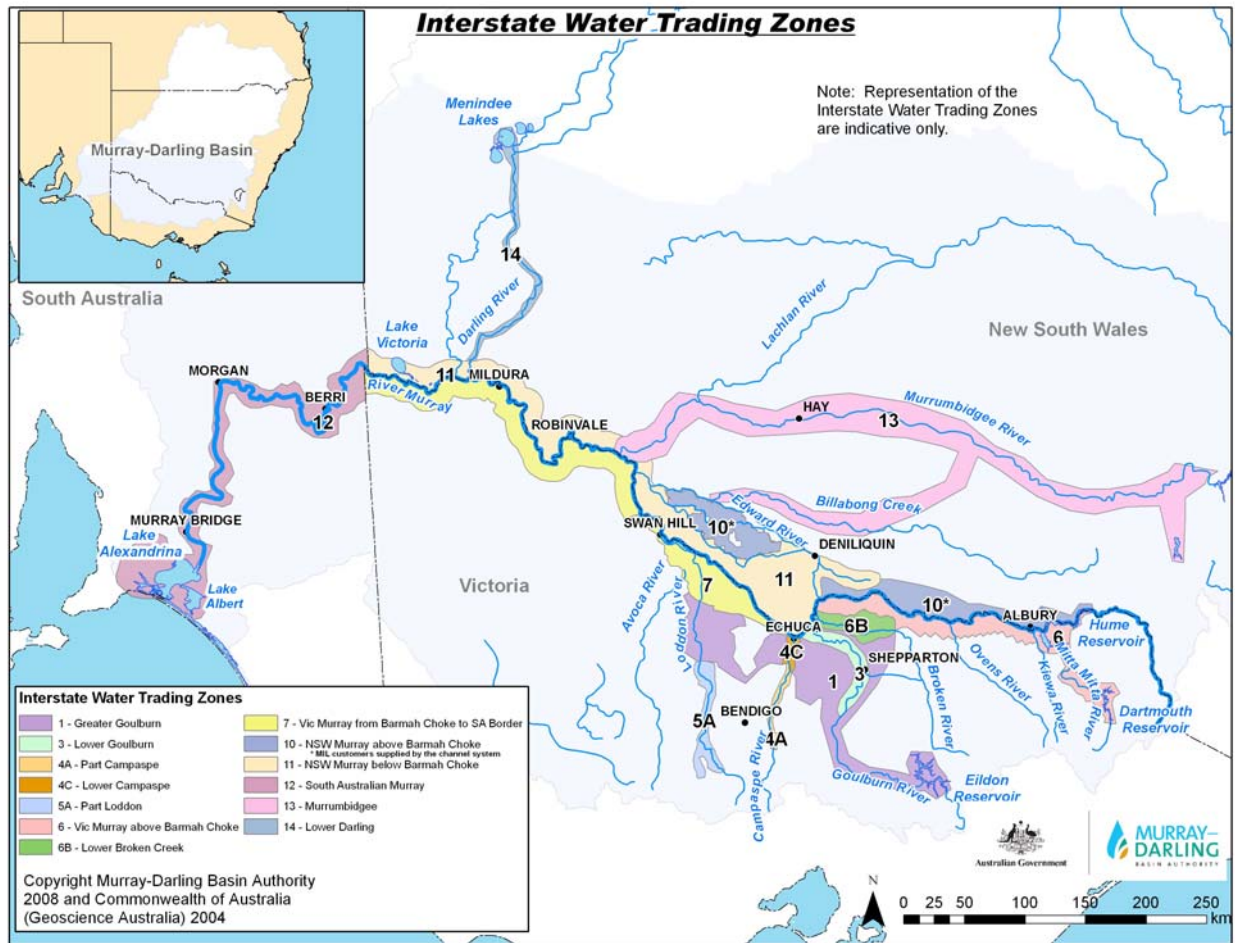 Interstate Water Trading Zones
Note: Representation of the
Interstate Water Trading Zones
are indicative only.
Murray-Darling Basin
Menindee
Lakes
14
Darling River
South Australia
Lake
Victoria
Lachlan River
New South Wales
MORGAN
BERRI
12
11
MILDURA
River Murray
ROBINVALE
HAY
13
Murrumbidgee River
MURRAY BRIDGE
Lake
Alexandrina
Lake
Albert
Victoria
SWAN HILL
10*
Edward River
Billabong Creek
DENILIQUIN
Avoca River
7
Loddon River
11
10*
ALBURY
Hume
Reservoir
ECHUCA
6B
6
4C
SHEPPARTON
3
1
Broken River
Ovens River
Kiewa River
Mitta Mitta River
Dartmouth
Reservoir
5A
BENDIGO
4A
Campaspe River
Goulburn River
Eildon
Reservoir
Interstate Water Trading Zones
1 - Greater Goulburn
3 - Lower Goulburn
4A - Part Campaspe
4C - Lower Campaspe
5A - Part Loddon
6 - Vic Murray above Barmah Choke
6B - Lower Broken Creek
7 - Vic Murray from Barmah Choke to SA Border
10 - NSW Murray above Barmah Choke
* MIL customers supplied by the channel system
11 - NSW Murray below Barmah Choke
12 - South Australian Murray
13 - Murrumbidgee
14 - Lower Darling
Copyright Murray-Darling Basin Authority
2008 and Commonwealth of Australia
(Geoscience Australia) 2004
Australian Government
MURRAY–
DARLING
BASIN AUTHORITY
N
0 25 50 100 150 200 250
km